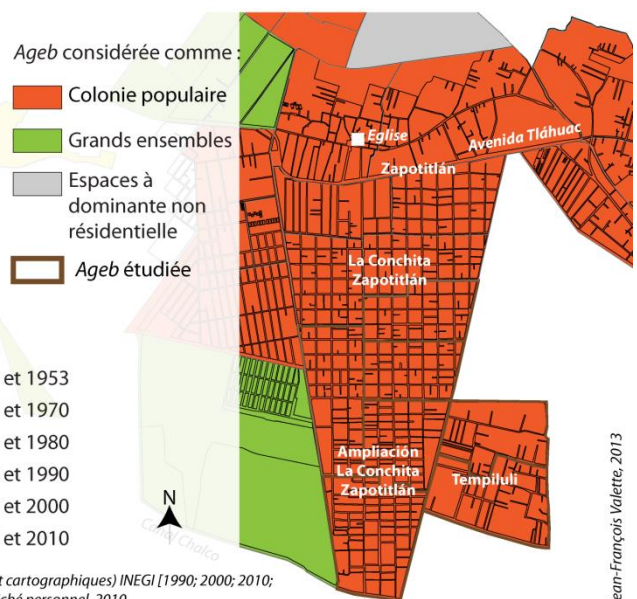 Ageb considérée comme :
Colonie populaire
Grands ensembles
Espaces à
dominante non
résidentielle
Ageb étudiée
Eglise
Avenida Tláhuac
Zapotitlán
La Conchita
Zapotitlán
Ampliación
La Conchita
Zapotitlán
Tempiluli
et 1953
et 1970
et 1980
et 1990
et 2000
et 2010
N
Canal Chalco
t cartographiques) INEGI [1990; 2000; 2010;
personnel, 2010
ean-François Valette, 2013